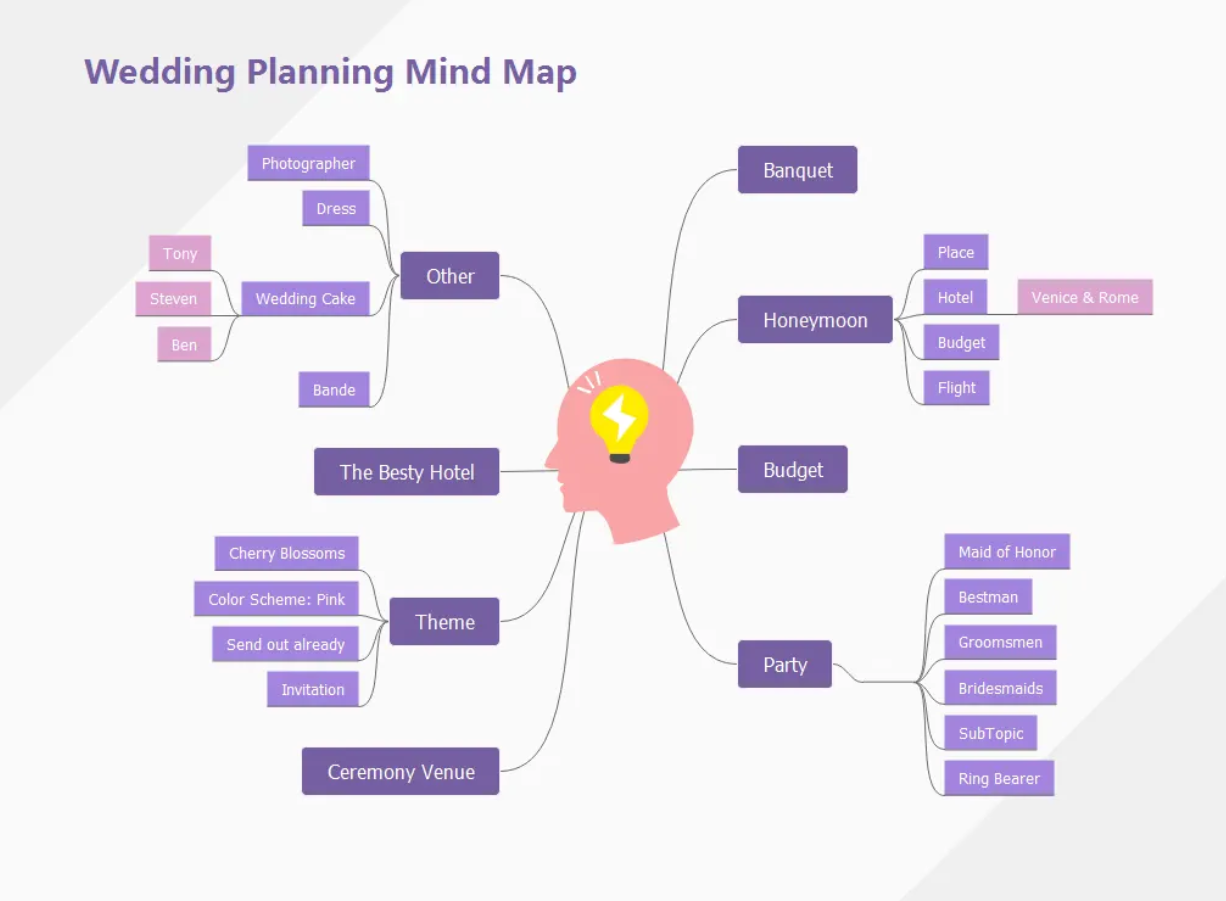 Wedding Planning Mind Map
Photographer
Dress
Tony
Steven
Ben
Wedding Cake
Bande
Other
The Besty Hotel
Cherry Blossoms
Color Scheme: Pink
Send out already
Invitation
Theme
Ceremony Venue
Banquet
Honeymoon
Place
Hotel
Venice & Rome
Budget
Flight
Budget
Party
Maid of Honor
Bestman
Groomsmen
Bridesmaids
SubTopic
Ring Bearer